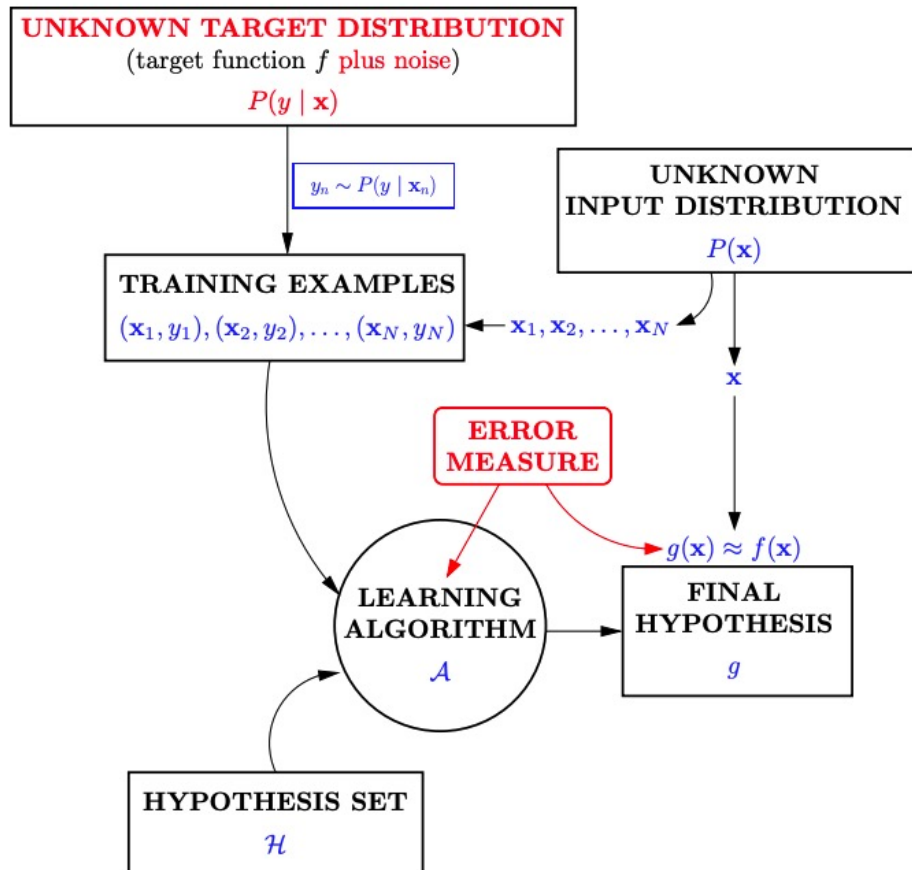 UNKNOWN TARGET DISTRIBUTION
(target function f plus noise)
P(y | x)
yₙ ∼ P(y | xₙ)
UNKNOWN
INPUT DISTRIBUTION
P(x)
TRAINING EXAMPLES
(x₁, y₁), (x₂, y₂), . . . , (x_N, y_N)
x₁, x₂, . . . , x_N
x
ERROR
MEASURE
g(x) ≈ f(x)
LEARNING
ALGORITHM
𝒜
FINAL
HYPOTHESIS
g
HYPOTHESIS SET
ℋ